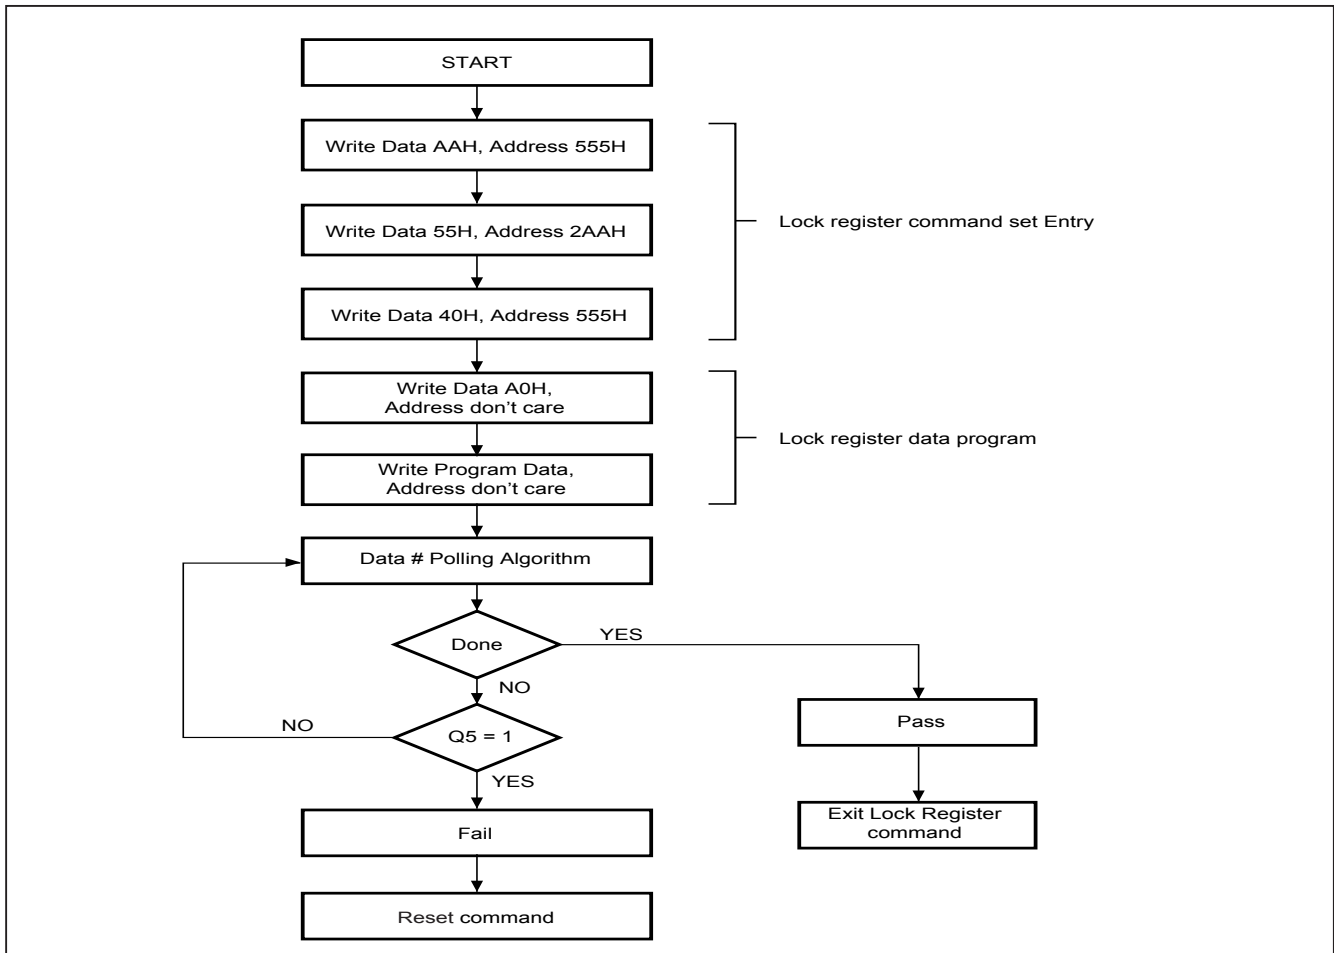 START
Write Data AAH, Address 555H
Write Data 55H, Address 2AAH
Lock register command set Entry
Write Data 40H, Address 555H
Write Data A0H,
Address don't care
Lock register data program
Write Program Data,
Address don't care
Data # Polling Algorithm
Done
YES
NO
Q5 = 1
NO
YES
Pass
Fail
Exit Lock Register
command
Reset command